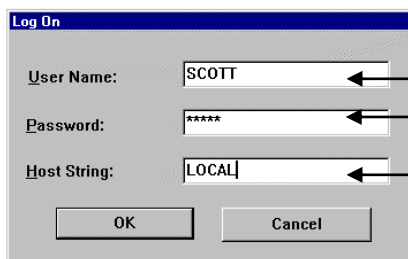 Log On
User Name: SCOTT
Password: *****
Host String: LOCAL
OK Cancel